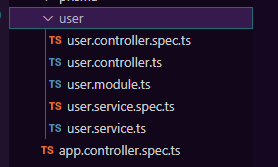 user
TS user.controller.spec.ts
TS user.controller.ts
TS user.module.ts
TS user.service.spec.ts
TS user.service.ts
TS app.controller.spec.ts